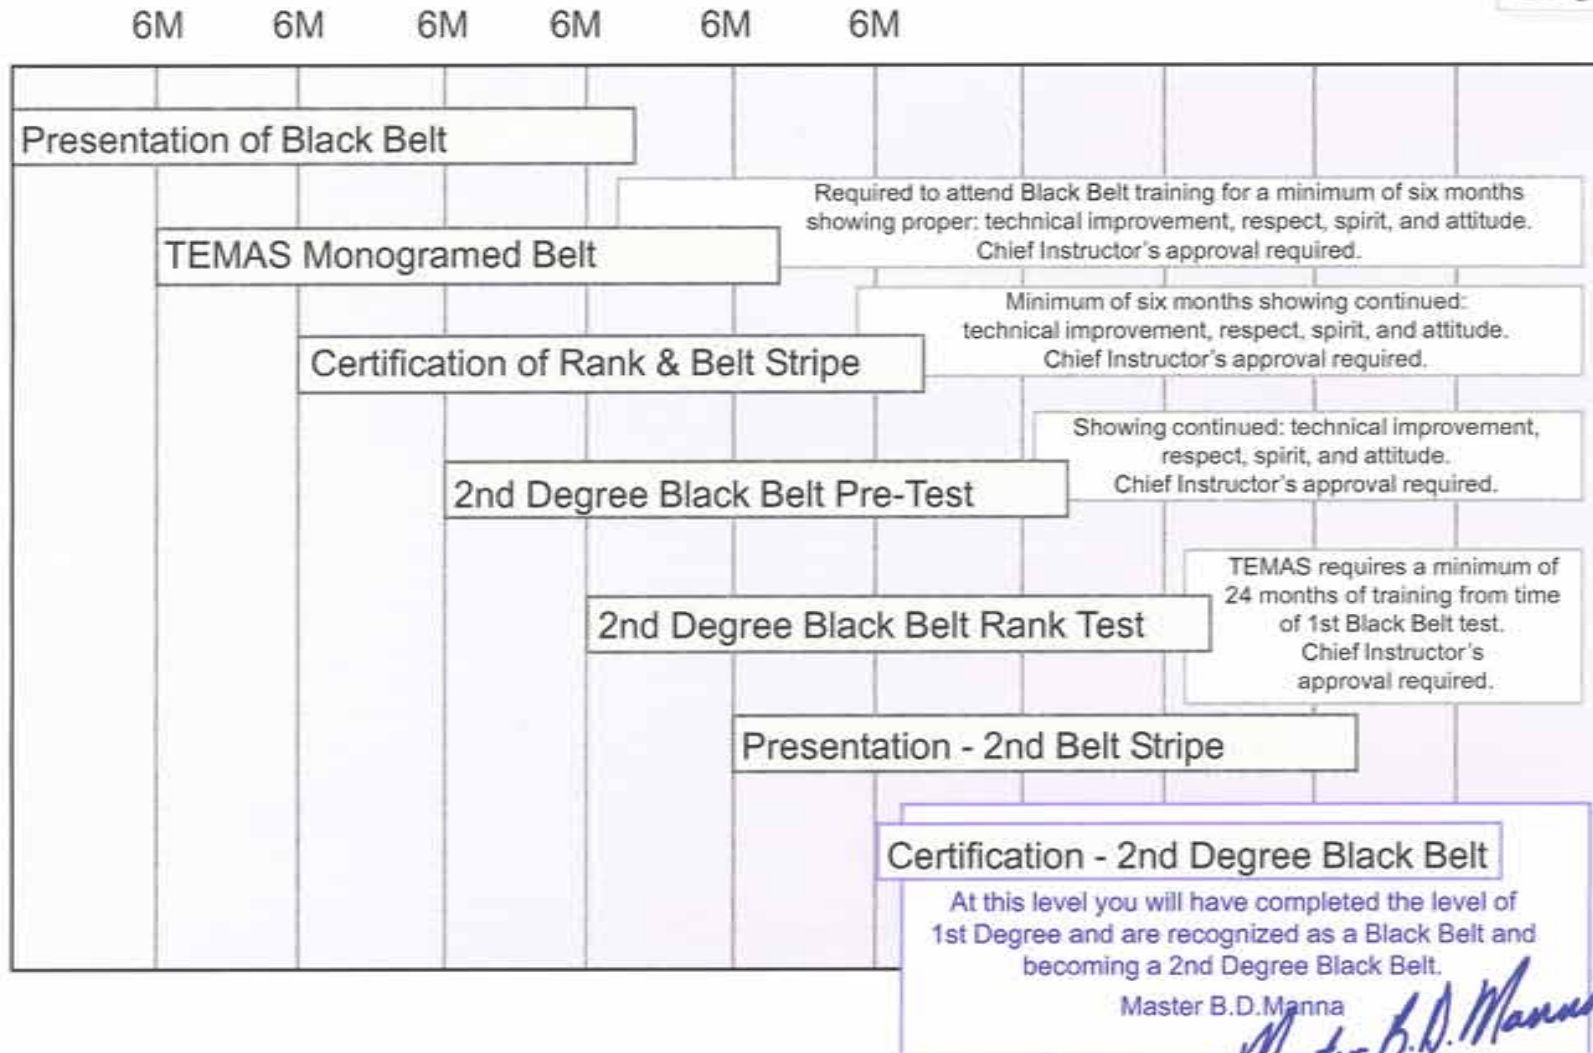 6M 6M 6M 6M 6M 6M
Presentation of Black Belt
Required to attend Black Belt training for a minimum of six months
showing proper: technical improvement, respect, spirit, and attitude.
Chief Instructor's approval required.
TEMAS Monogramed Belt
Minimum of six months showing continued:
technical improvement, respect, spirit, and attitude.
Chief Instructor's approval required.
Certification of Rank & Belt Stripe
Showing continued: technical improvement,
respect, spirit, and attitude.
Chief Instructor's approval required.
2nd Degree Black Belt Pre-Test
TEMAS requires a minimum of
24 months of training from time
of 1st Black Belt test.
Chief Instructor's
approval required.
2nd Degree Black Belt Rank Test
Presentation - 2nd Belt Stripe
Certification - 2nd Degree Black Belt
At this level you will have completed the level of
1st Degree and are recognized as a Black Belt and
becoming a 2nd Degree Black Belt.
Master B.D.Manna
Master B.D. Manna